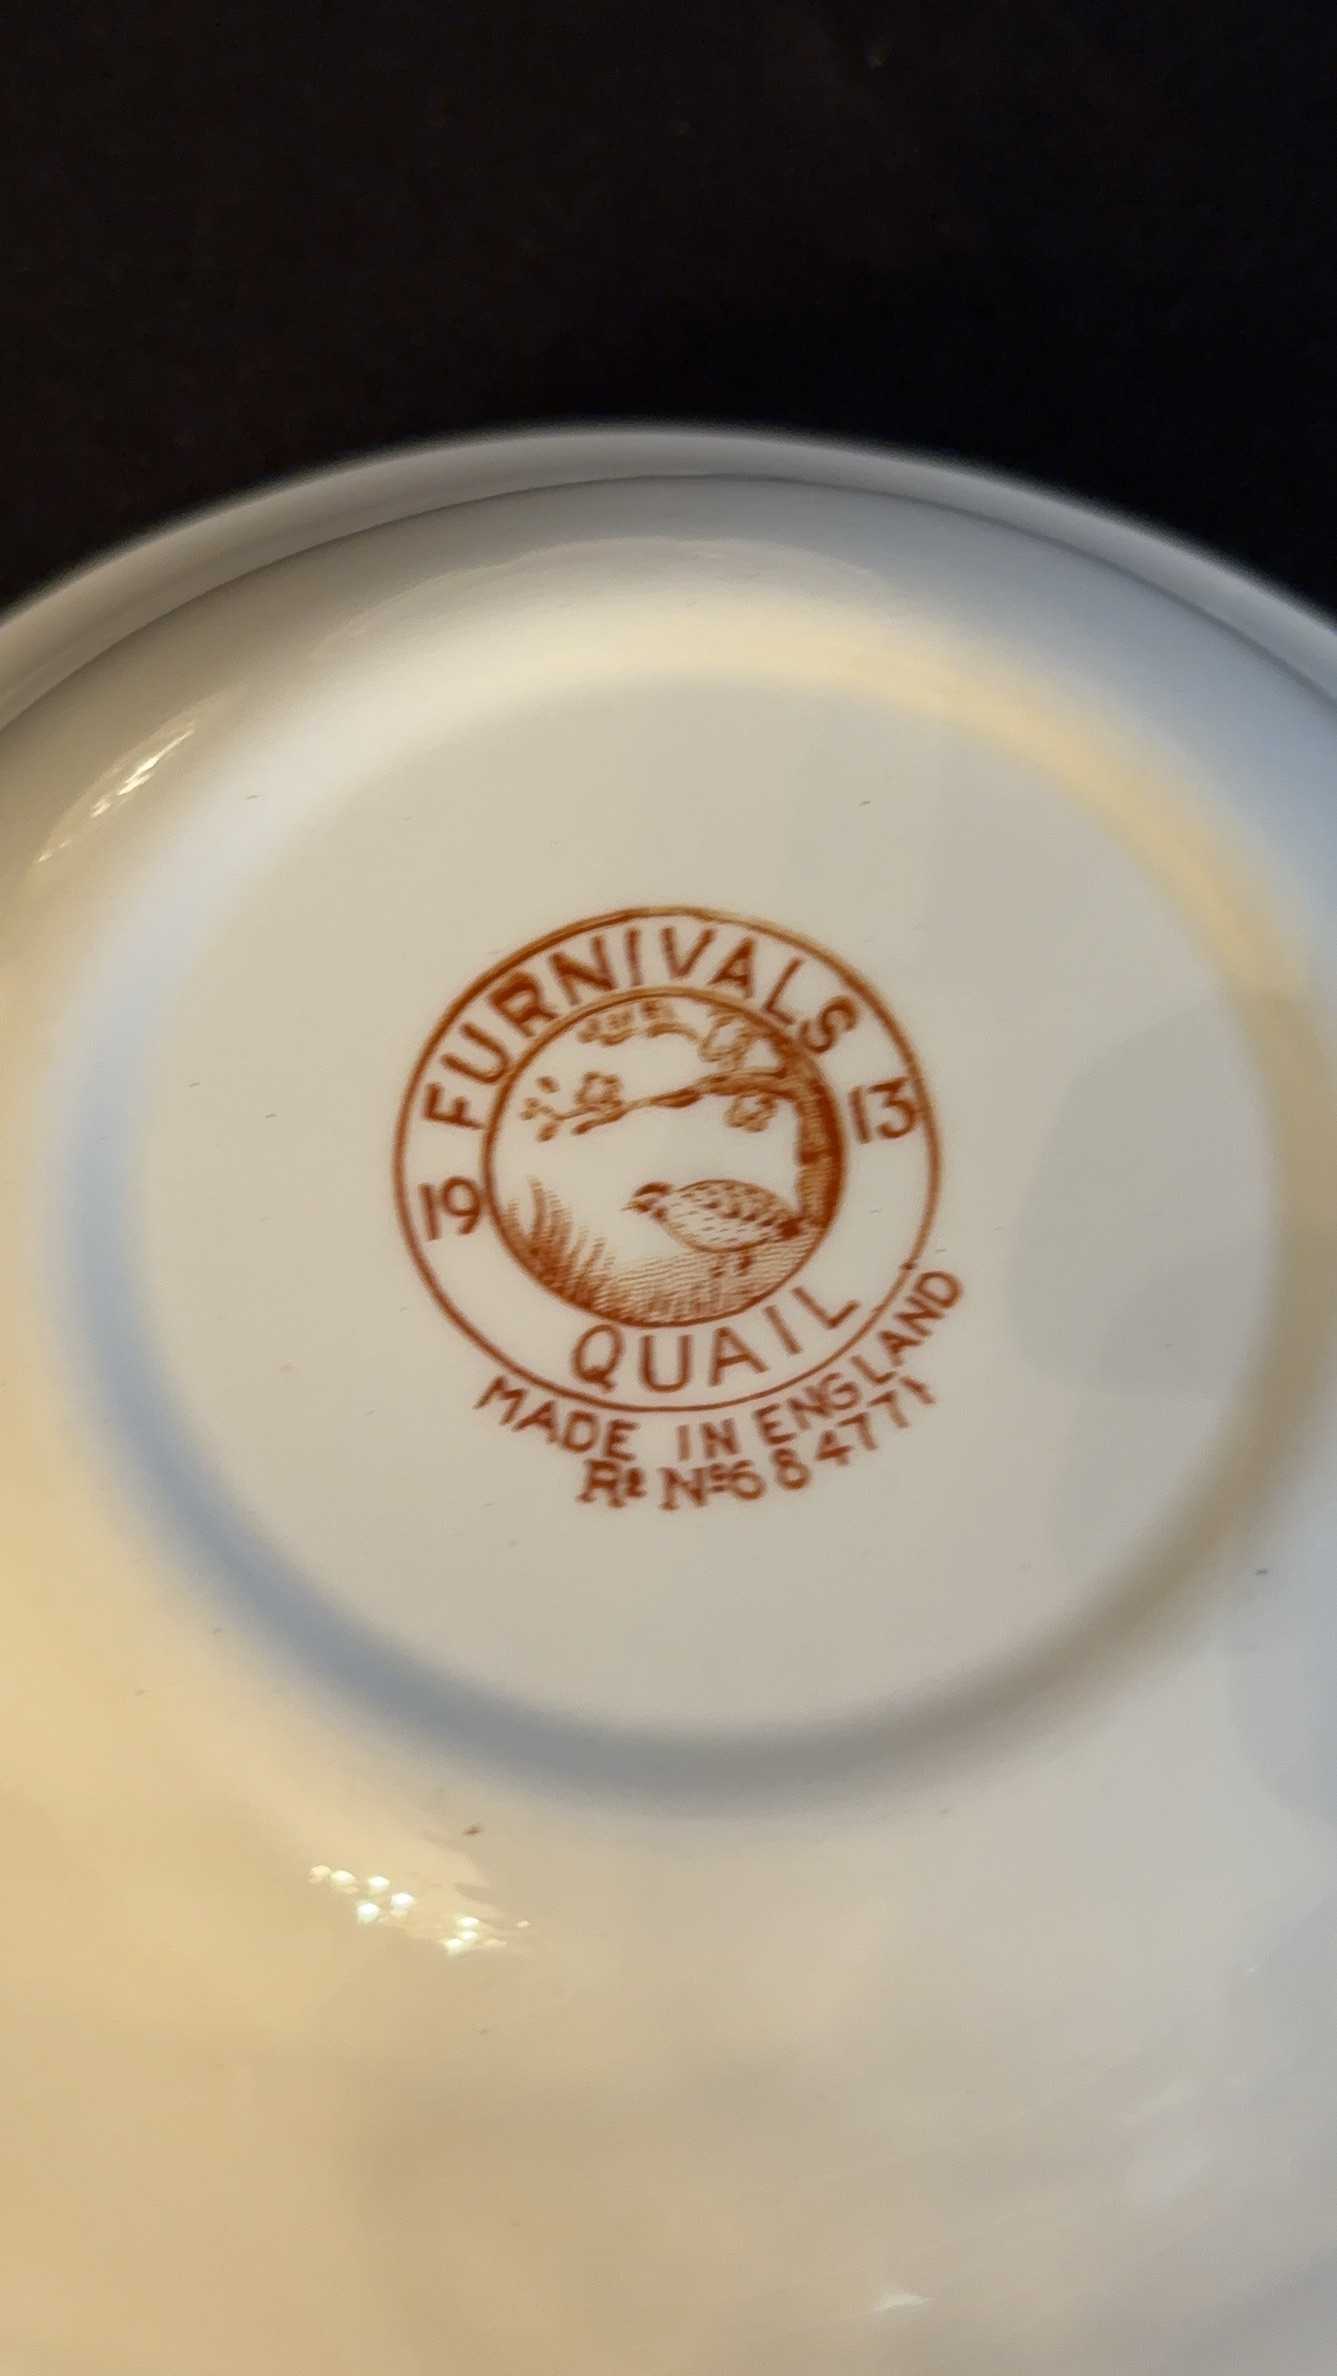 FURNIVALS
19 13
QUAIL
MADE IN ENGLAND
Rd No 684771